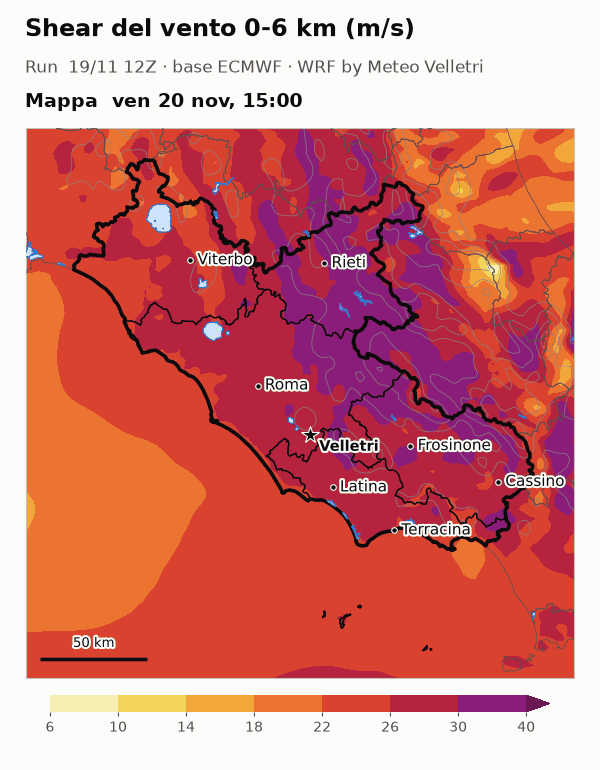 Shear del vento 0-6 km (m/s)
Run  19/11 12Z · base ECMWF · WRF by Meteo Velletri
Mappa  ven 20 nov, 15:00
Viterbo
Rieti
Roma
Velletri
Frosinone
Latina
Cassino
Terracina
50 km
6 10 14 18 22 26 30 40